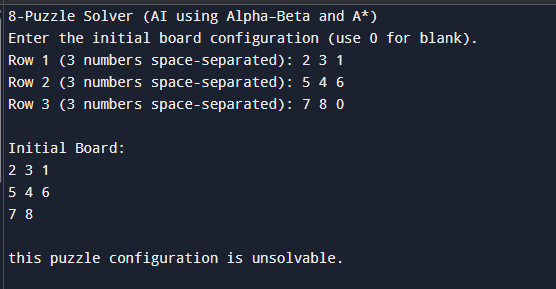 8-Puzzle Solver (AI using Alpha-Beta and A*)
Enter the initial board configuration (use 0 for blank).
Row 1 (3 numbers space-separated): 2 3 1
Row 2 (3 numbers space-separated): 5 4 6
Row 3 (3 numbers space-separated): 7 8 0
Initial Board:
2 3 1
5 4 6
7 8
this puzzle configuration is unsolvable.